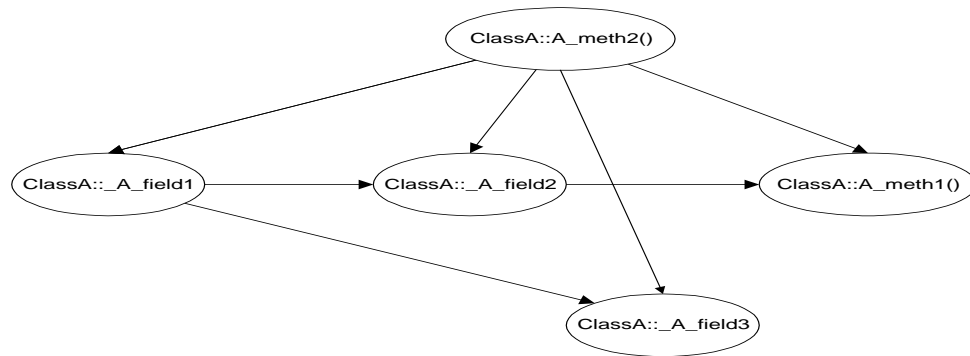 ClassA::A_meth2()
ClassA::_A_field1
ClassA::_A_field2
ClassA::A_meth1()
ClassA::_A_field3